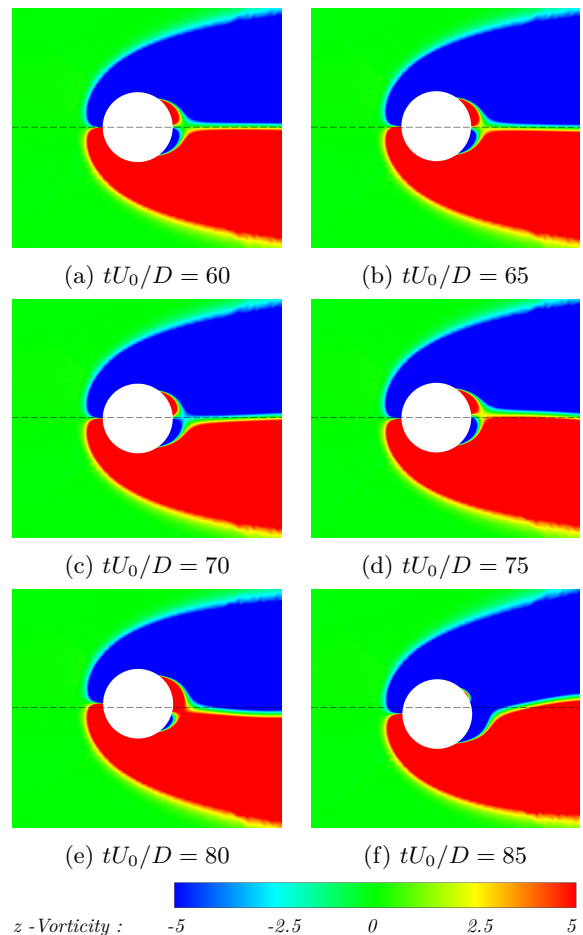 (a) tU₀/D = 60
(b) tU₀/D = 65
(c) tU₀/D = 70
(d) tU₀/D = 75
(e) tU₀/D = 80
(f) tU₀/D = 85
z -Vorticity : -5 -2.5 0 2.5 5